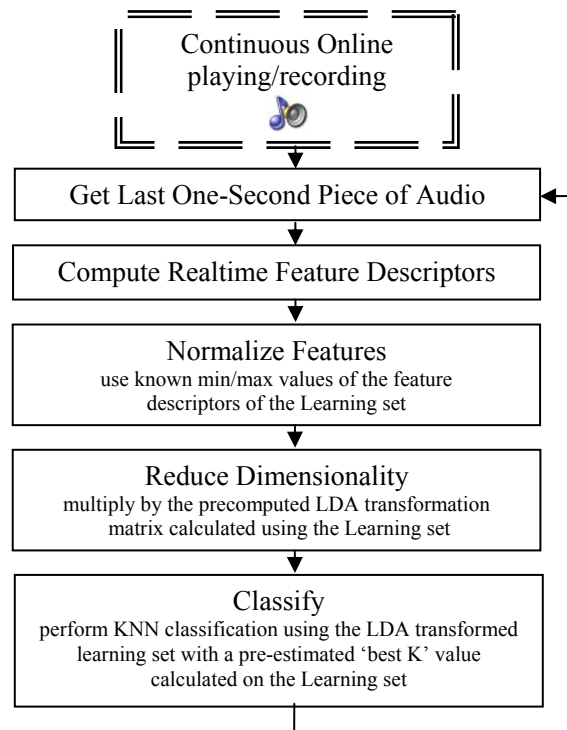 Continuous Online
playing/recording
Get Last One-Second Piece of Audio
Compute Realtime Feature Descriptors
Normalize Features
use known min/max values of the feature
descriptors of the Learning set
Reduce Dimensionality
multiply by the precomputed LDA transformation
matrix calculated using the Learning set
Classify
perform KNN classification using the LDA transformed
learning set with a pre-estimated ‘best K’ value
calculated on the Learning set